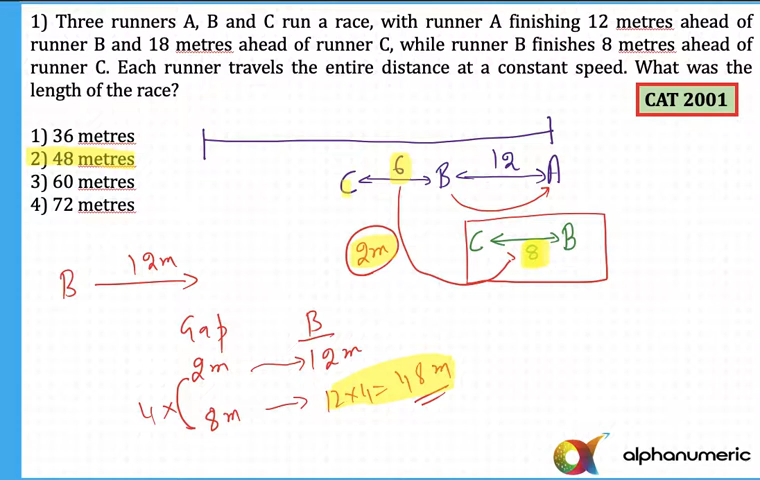 1) Three runners A, B and C run a race, with runner A finishing 12 metres ahead of
runner B and 18 metres ahead of runner C, while runner B finishes 8 metres ahead of
runner C. Each runner travels the entire distance at a constant speed. What was the
length of the race?
CAT 2001
1) 36 metres
2) 48 metres
3) 60 metres
4) 72 metres
C 6 B 12 A
2m
C 8 B
B 12m
Gap B
2m 12m
4x 8m 12x4= 48m
alphanumeric